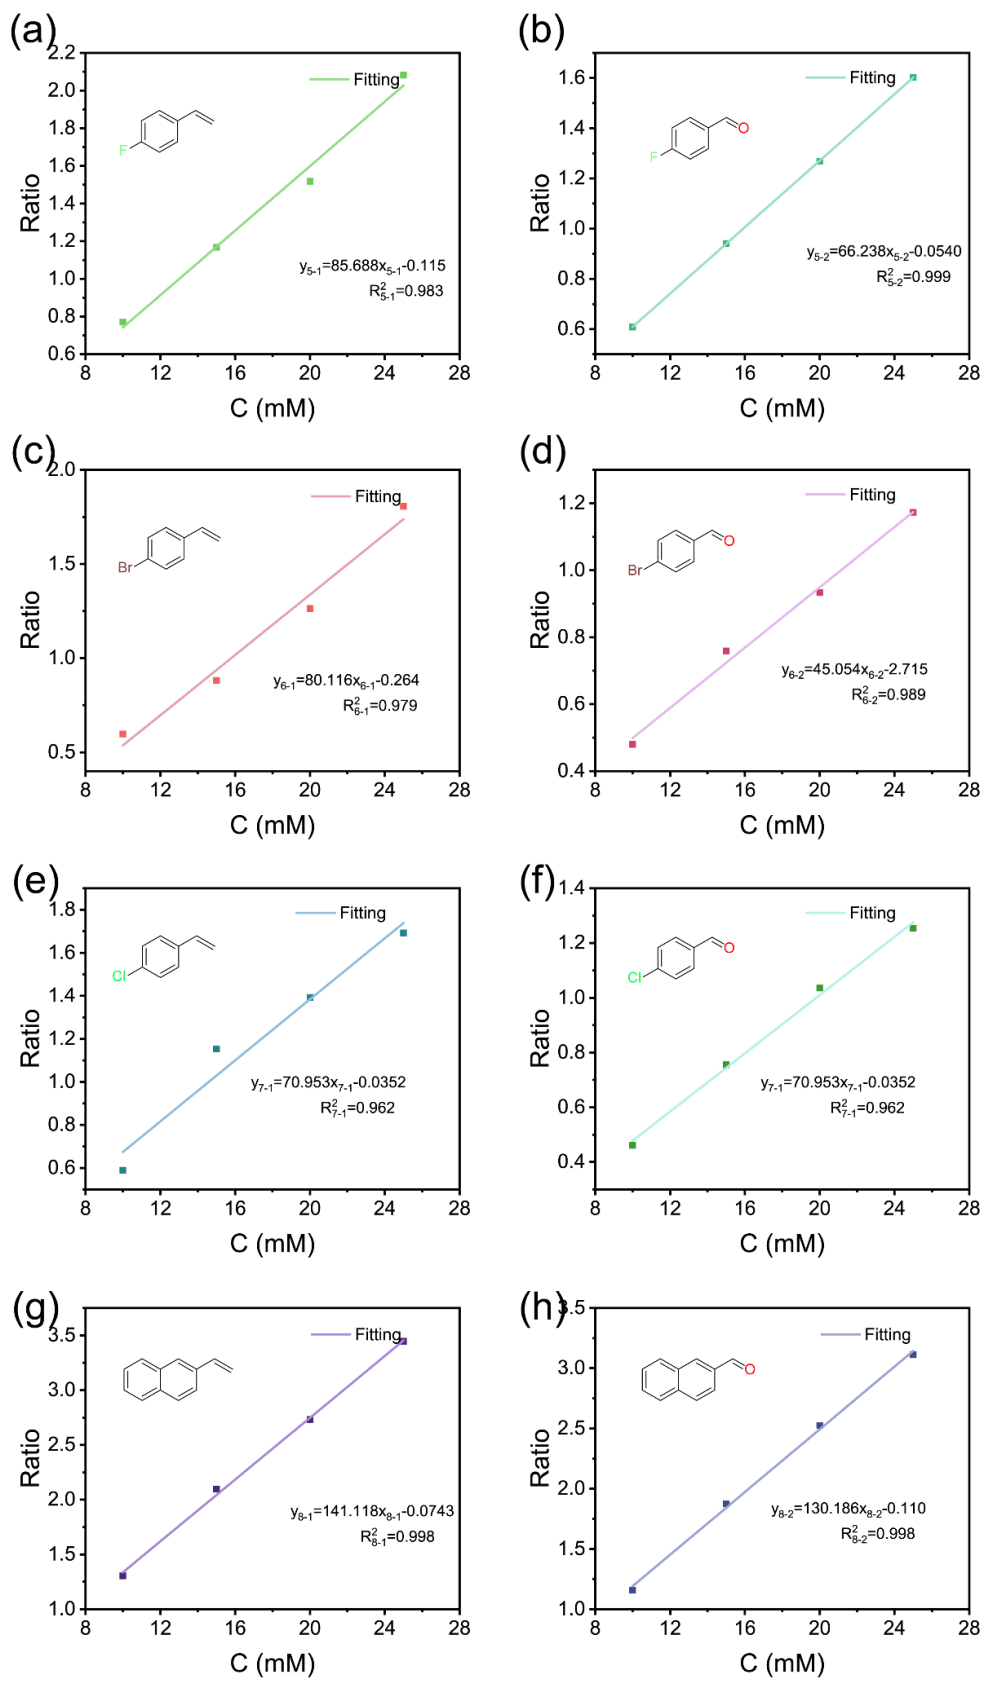 (a)
2.2
2.0
1.8
1.6
1.4
1.2
1.0
0.8
0.6
8 12 16 20 24 28
Ratio
C (mM)
Fitting
F
y5-1=85.688x5-1-0.115
R²5-1=0.983
(b)
1.6
1.4
1.2
1.0
0.8
0.6
8 12 16 20 24 28
Ratio
C (mM)
Fitting
O
F
y5-2=66.238x5-2-0.0540
R²5-2=0.999
(c)
2.0
1.5
1.0
0.5
8 12 16 20 24 28
Ratio
C (mM)
Fitting
Br
y6-1=80.116x6-1-0.264
R²6-1=0.979
(d)
1.2
1.0
0.8
0.6
0.4
8 12 16 20 24 28
Ratio
C (mM)
Fitting
O
Br
y6-2=45.054x6-2-2.715
R²6-2=0.989
(e)
1.8
1.6
1.4
1.2
1.0
0.8
0.6
8 12 16 20 24 28
Ratio
C (mM)
Fitting
Cl
y7-1=70.953x7-1-0.0352
R²7-1=0.962
(f)
1.4
1.2
1.0
0.8
0.6
0.4
8 12 16 20 24 28
Ratio
C (mM)
Fitting
O
Cl
y7-1=70.953x7-1-0.0352
R²7-1=0.962
(g)
3.5
3.0
2.5
2.0
1.5
1.0
8 12 16 20 24 28
Ratio
C (mM)
Fitting
y8-1=141.118x8-1-0.0743
R²8-1=0.998
(h)
3.5
3.0
2.5
2.0
1.5
1.0
8 12 16 20 24 28
Ratio
C (mM)
Fitting
O
y8-2=130.186x8-2-0.110
R²8-2=0.998